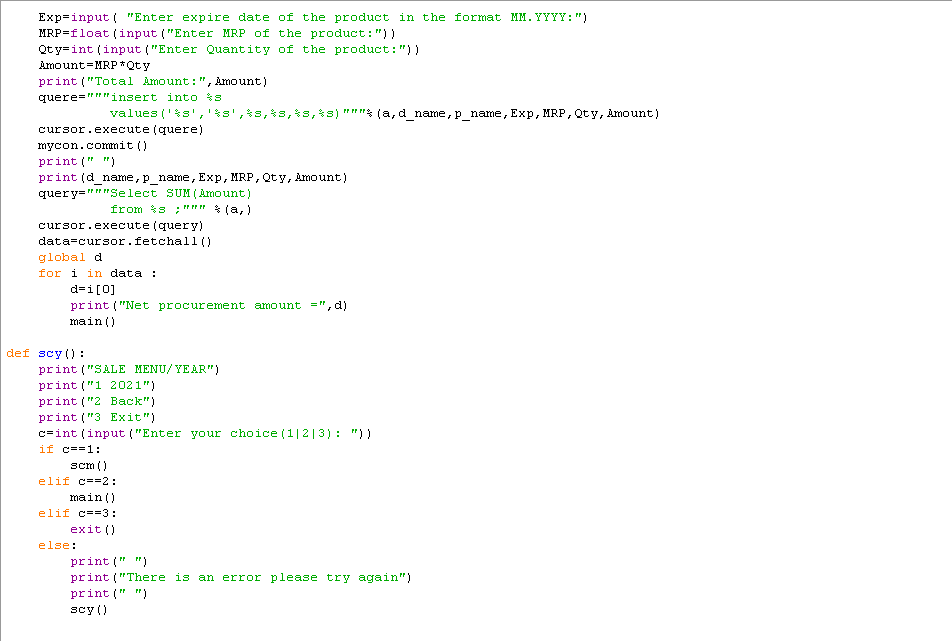 Exp=input( "Enter expire date of the product in the format MM.YYYY:")
    MRP=float(input("Enter MRP of the product:"))
    Qty=int(input("Enter Quantity of the product:"))
    Amount=MRP*Qty
    print("Total Amount:",Amount)
    quere="""insert into %s
             values('%s','%s',%s,%s,%s,%s)"""%(a,d_name,p_name,Exp,MRP,Qty,Amount)
    cursor.execute(quere)
    mycon.commit()
    print(" ")
    print(d_name,p_name,Exp,MRP,Qty,Amount)
    query="""Select SUM(Amount)
             from %s ;""" %(a,)
    cursor.execute(query)
    data=cursor.fetchall()
    global d
    for i in data :
        d=i[0]
        print("Net procurement amount =",d)
        main()

def scy():
    print("SALE MENU/YEAR")
    print("1 2021")
    print("2 Back")
    print("3 Exit")
    c=int(input("Enter your choice(1|2|3): "))
    if c==1:
        scm()
    elif c==2:
        main()
    elif c==3:
        exit()
    else:
        print(" ")
        print("There is an error please try again")
        print(" ")
        scy()